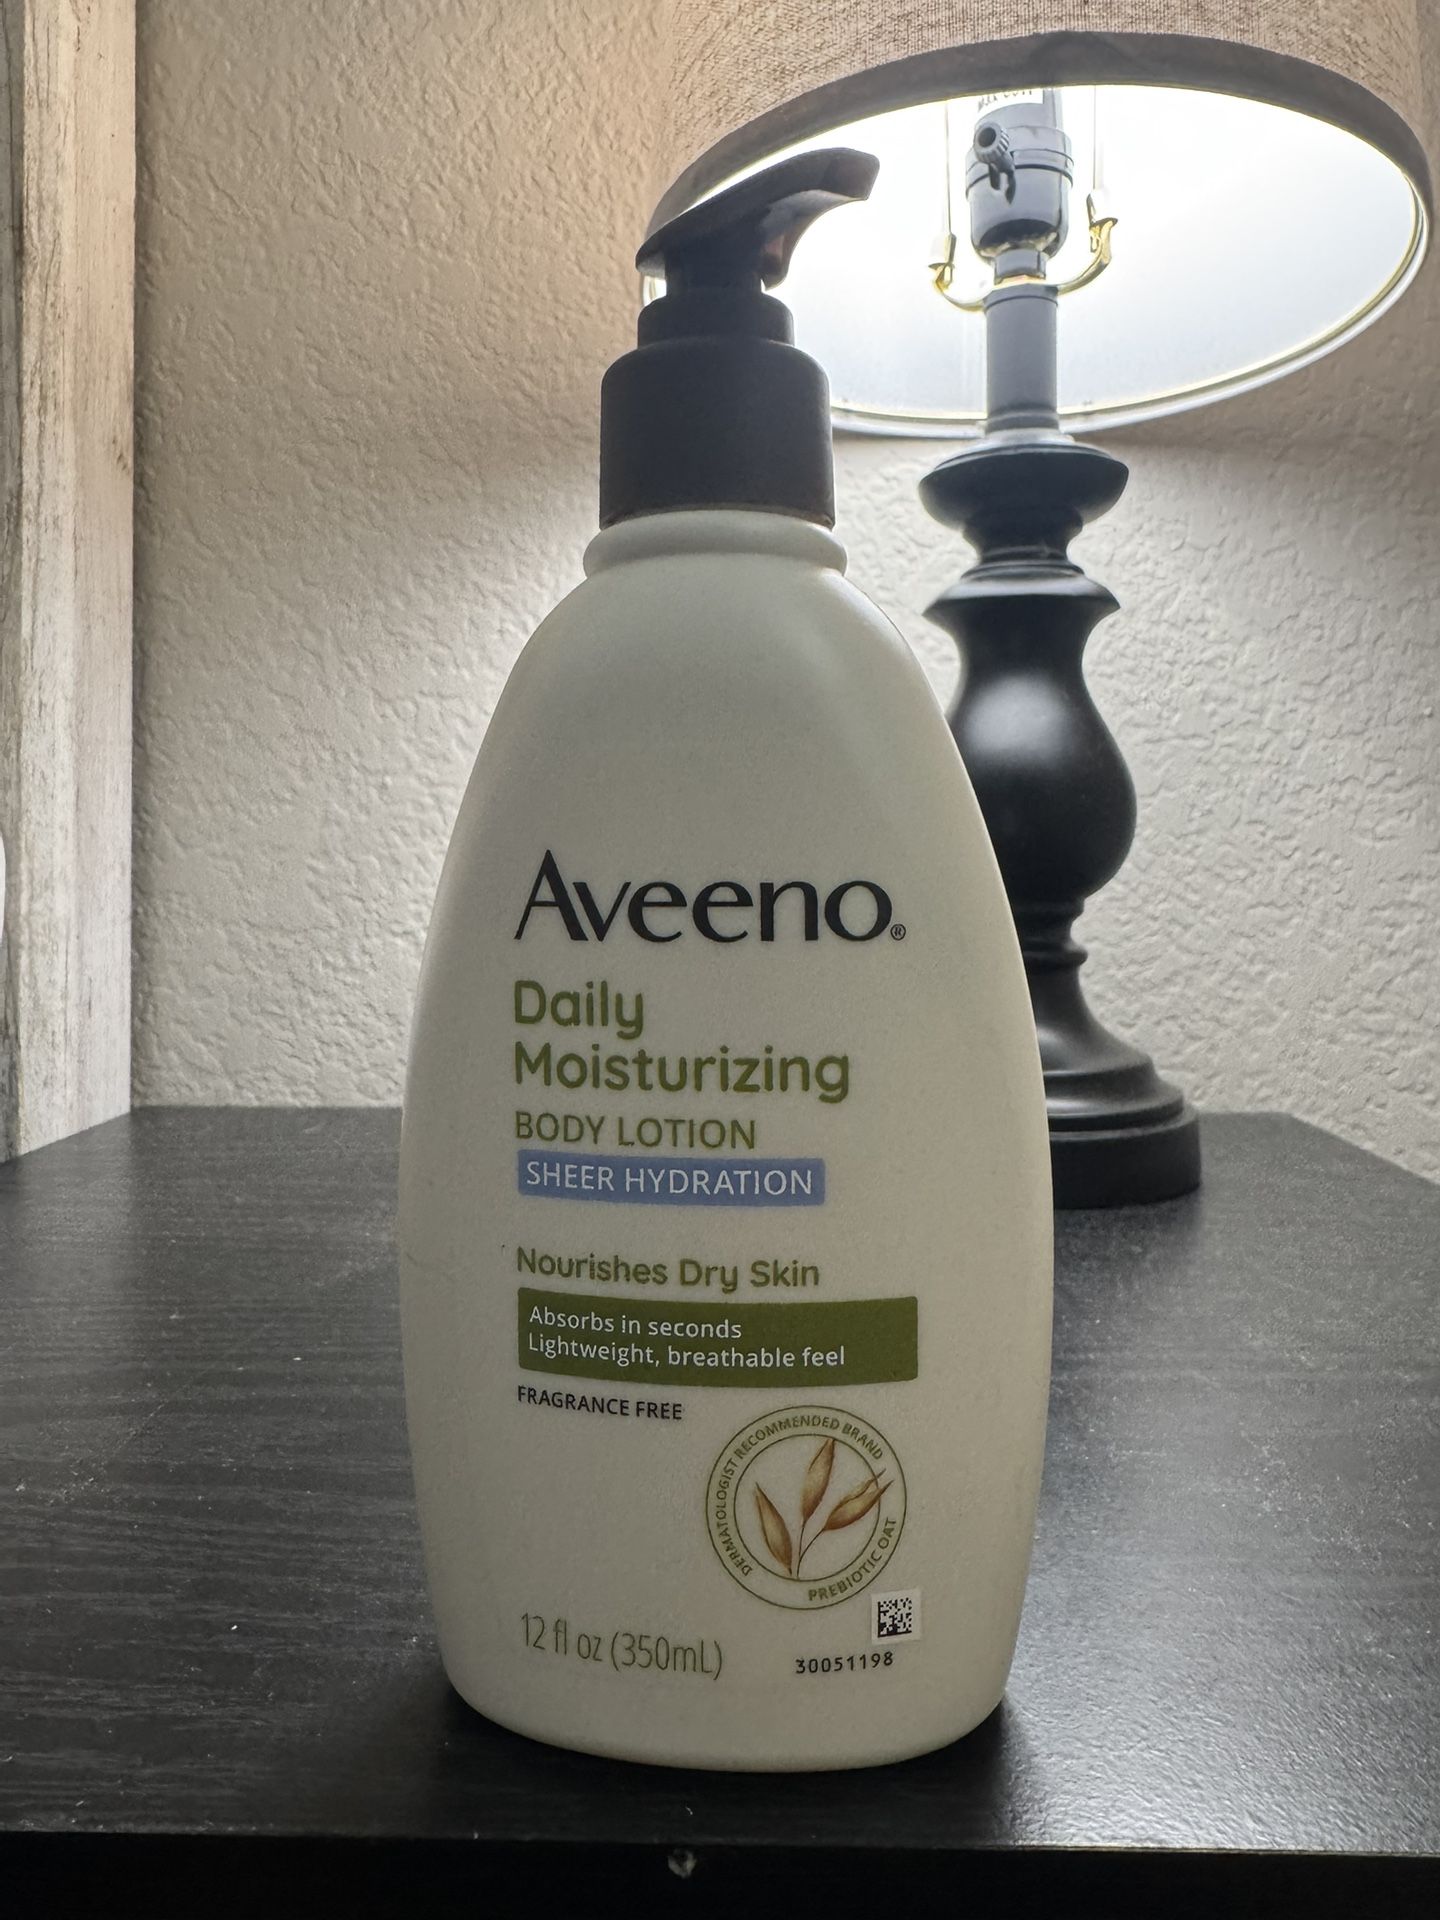 Aveeno®
Daily
Moisturizing
BODY LOTION
SHEER HYDRATION
Nourishes Dry Skin
Absorbs in seconds
Lightweight, breathable feel
FRAGRANCE FREE
DERMATOLOGIST RECOMMENDED BRAND
PREBIOTIC OAT
12 fl oz (350mL)
30051198